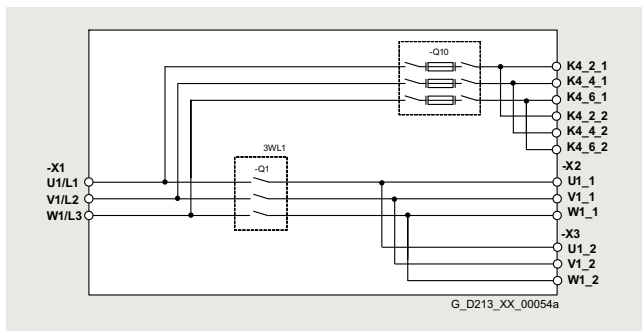 -Q10
K4_2_1
K4_4_1
K4_6_1
K4_2_2
K4_4_2
K4_6_2
3WL1
-X1
-Q1
-X2
U1/L1
U1_1
V1/L2
V1_1
W1/L3
W1_1
-X3
U1_2
V1_2
W1_2
G_D213_XX_00054a